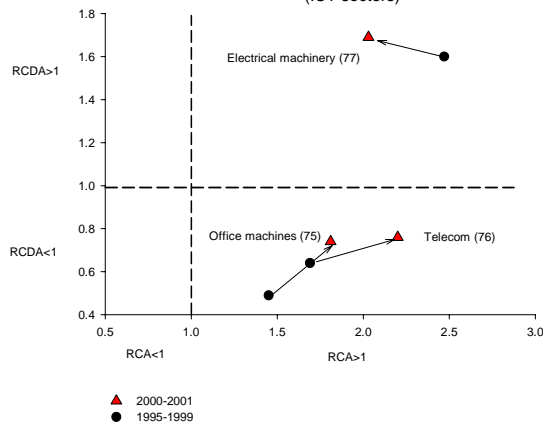 (ICT sectors)
1.8
Electrical machinery (77)
1.6
RCDA>1
1.4
1.2
1.0
Office machines (75)
Telecom (76)
0.8
RCDA<1
0.6
0.4
0.5 1.0 1.5 2.0 2.5 3.0
RCA<1 RCA>1
2000-2001
1995-1999